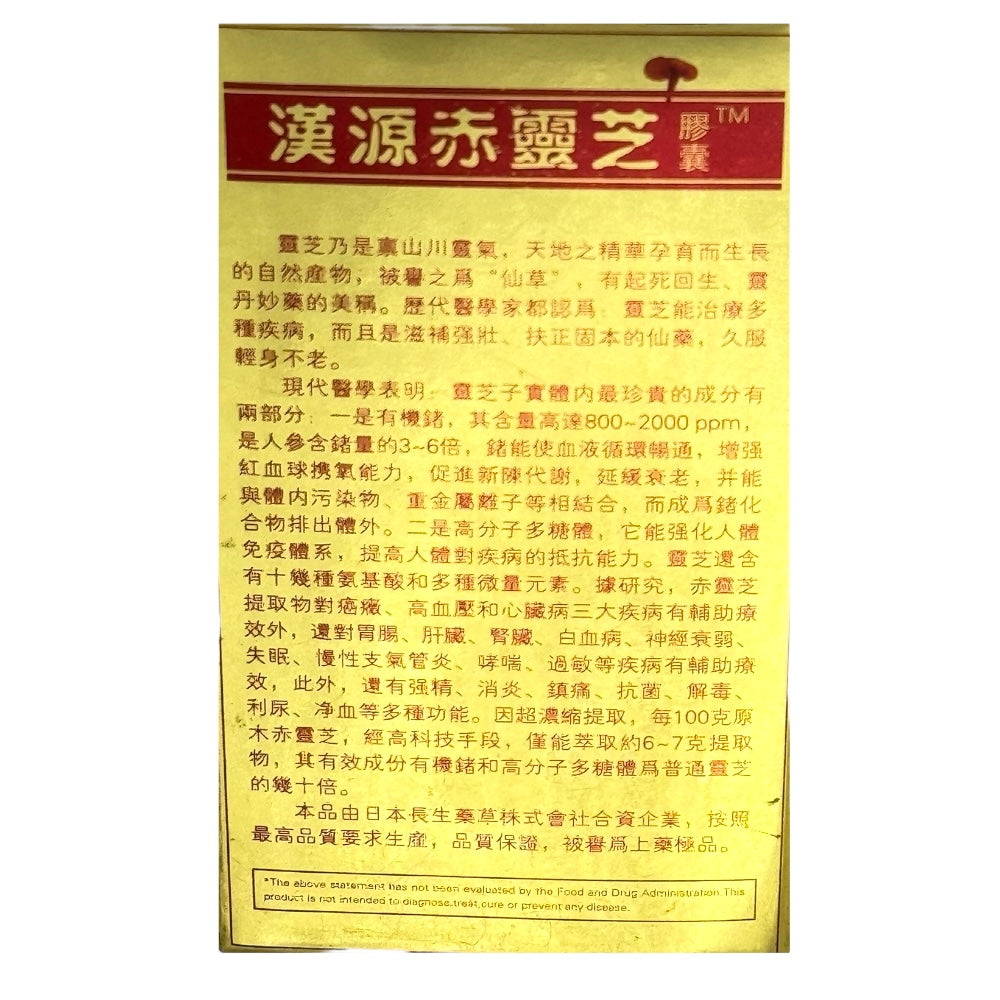 漢源赤靈芝膠囊™
靈芝乃是禀山川靈氣，天地之精華孕育而生長
的自然産物，被譽之爲“仙草”，有起死回生、靈
丹妙藥的美稱。歷代醫學家都認爲：靈芝能治療多
種疾病，而且是滋補强壯、扶正固本的仙藥，久服
輕身不老。
現代醫學表明：靈芝子實體内最珍貴的成分有
兩部分：一是有機鍺，其含量高達800~2000 ppm，
是人參含鍺量的3~6倍，鍺能使血液循環暢通，增强
紅血球携氧能力，促進新陳代謝，延緩衰老，并能
與體内污染物、重金屬離子等相結合，而成爲鍺化
合物排出體外。二是高分子多糖體，它能强化人體
免疫體系，提高人體對疾病的抵抗能力。靈芝還含
有十幾種氨基酸和多種微量元素。據研究，赤靈芝
提取物對癌癥、高血壓和心臟病三大疾病有輔助療
效外，還對胃腸、肝臟、腎臟、白血病、神經衰弱、
失眠、慢性支氣管炎、哮喘、過敏等疾病有輔助療
效，此外，還有强精、消炎、鎮痛、抗菌、解毒、
利尿、净血等多種功能。因超濃縮提取，每100克原
木赤靈芝，經高科技手段，僅能萃取約6~7克提取
物，其有效成份有機鍺和高分子多糖體爲普通靈芝
的幾十倍。
本品由日本長生藥草株式會社合資企業，按照
最高品質要求生産，品質保證，被譽爲上藥極品。
*The above statement has not been evaluated by the Food and Drug Administration.This
product is not intended to diagnose,treat,cure or prevent any disease.